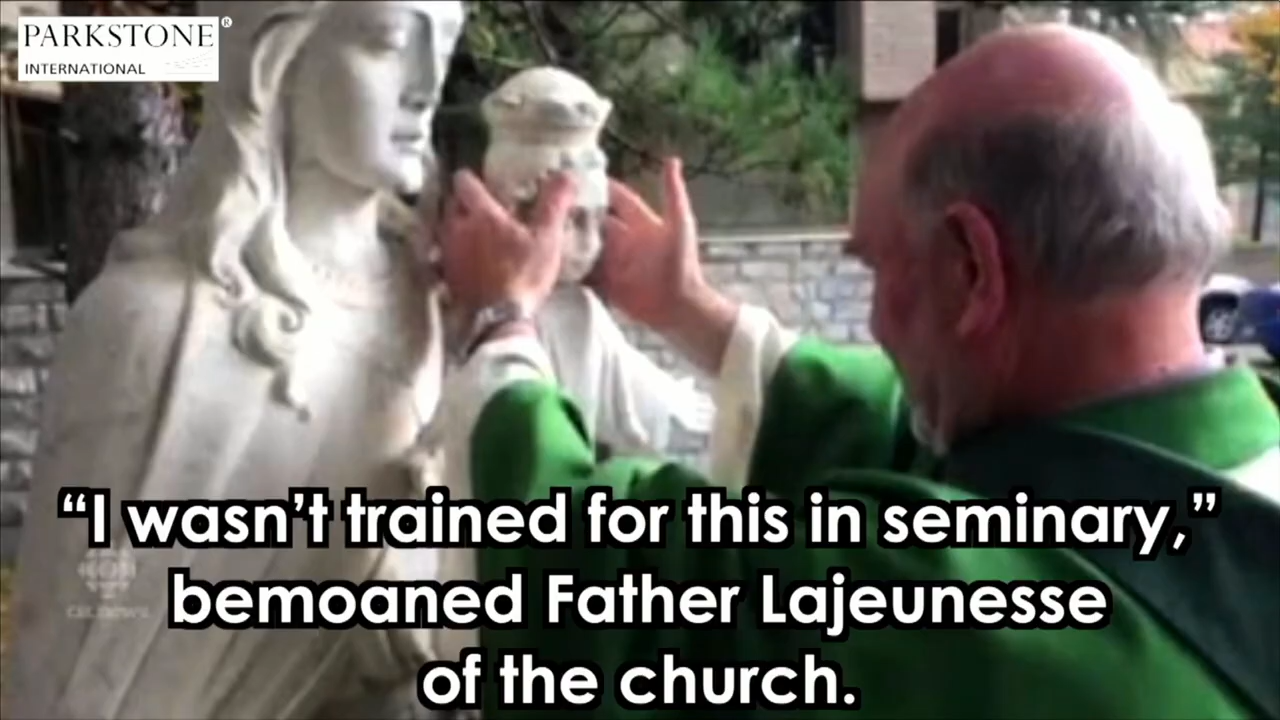 PARKSTONE®
INTERNATIONAL
“I wasn’t trained for this in seminary,”
bemoaned Father Lajeunesse
of the church.